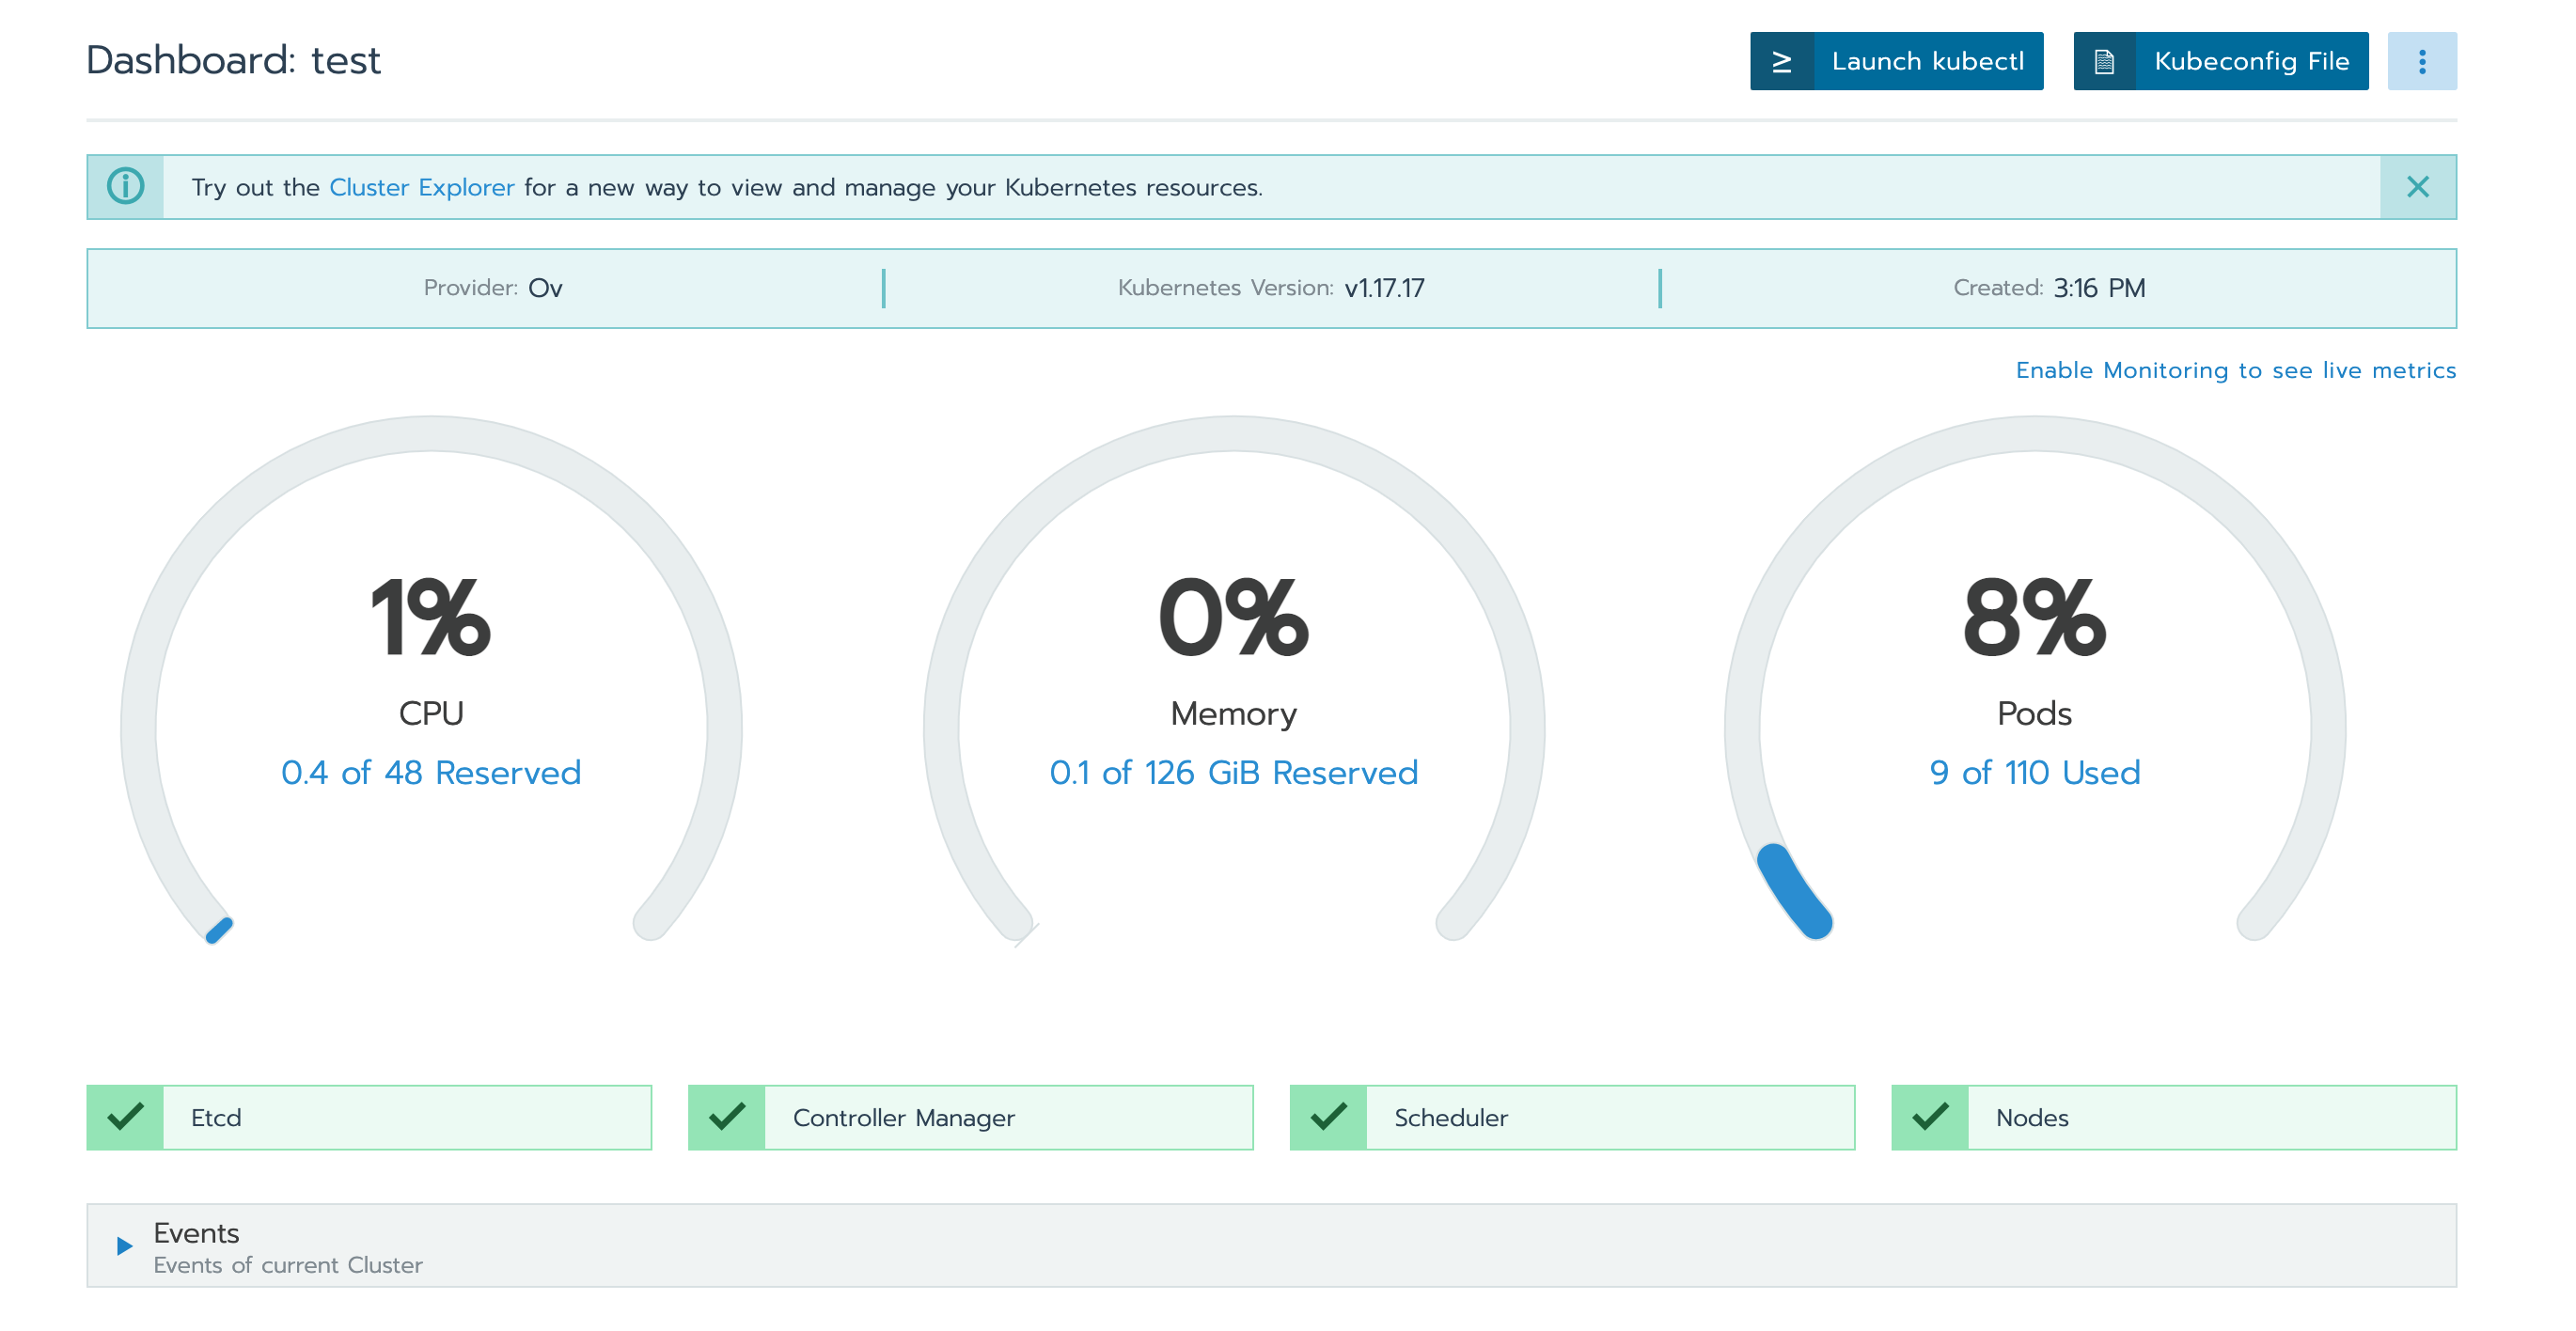 Dashboard: test
Launch kubectl
Kubeconfig File
Try out the Cluster Explorer for a new way to view and manage your Kubernetes resources.
Provider: Ov
Kubernetes Version: v1.17.17
Created: 3:16 PM
Enable Monitoring to see live metrics
1%
CPU
0.4 of 48 Reserved
0%
Memory
0.1 of 126 GiB Reserved
8%
Pods
9 of 110 Used
Etcd
Controller Manager
Scheduler
Nodes
Events
Events of current Cluster